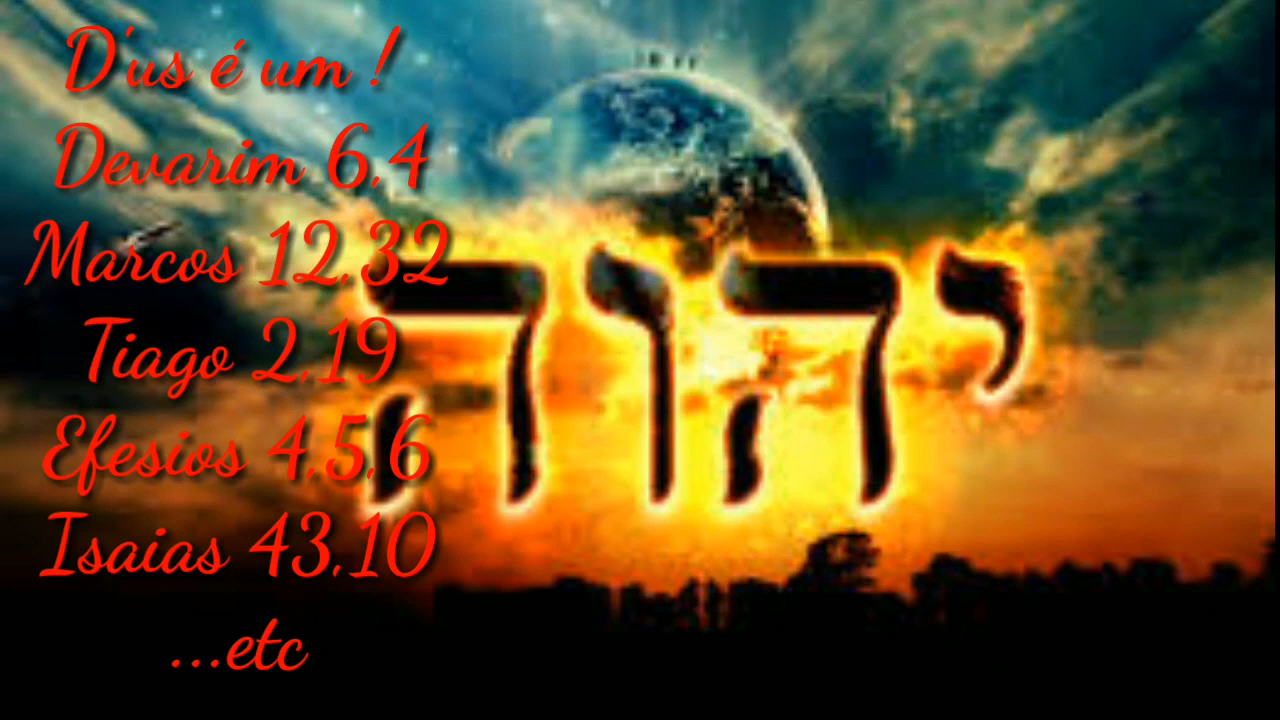 D'us é um !
Devarim 6,4
Marcos 12,32
Tiago 2,19
Efesios 4,5,6
Isaias 43,10
...etc
יהוה